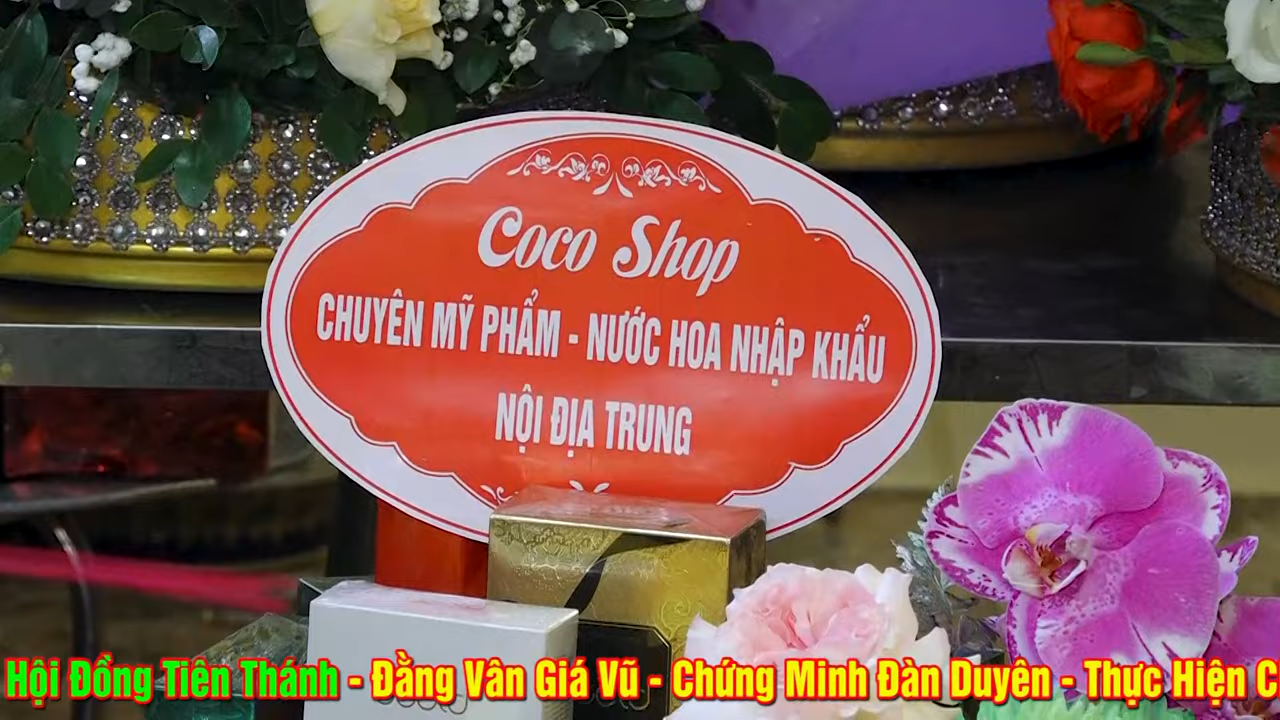 Coco Shop
CHUYÊN MỸ PHẨM - NƯỚC HOA NHẬP KHẨU
NỘI ĐỊA TRUNG
Hội Đồng Tiên Thánh - Đằng Vân Giá Vũ - Chứng Minh Đàn Duyên - Thực Hiện